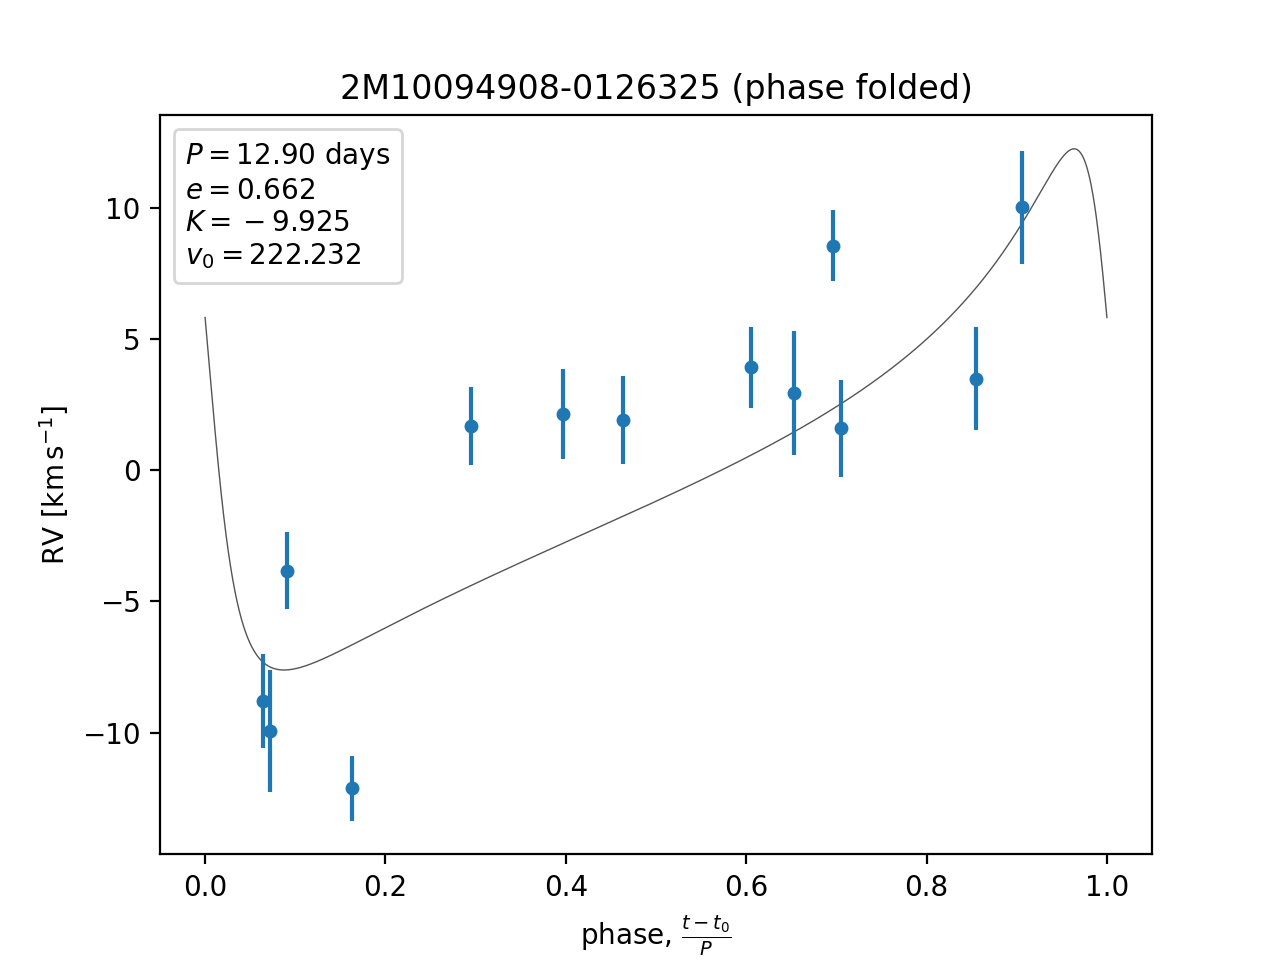 2M10094908-0126325 (phase folded)
P = 12.90 days
e = 0.662
K = −9.925
v₀ = 222.232
10
5
0
−5
−10
RV [km s⁻¹]
0.0 0.2 0.4 0.6 0.8 1.0
phase, (t − t₀)/P